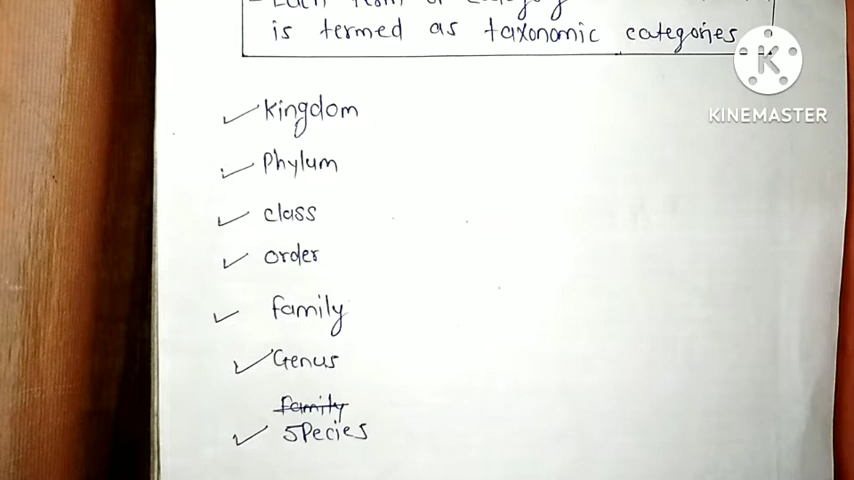 is termed as taxonomic categories
K
KINEMASTER
Kingdom
Phylum
class
order
family
Genus
family
Species